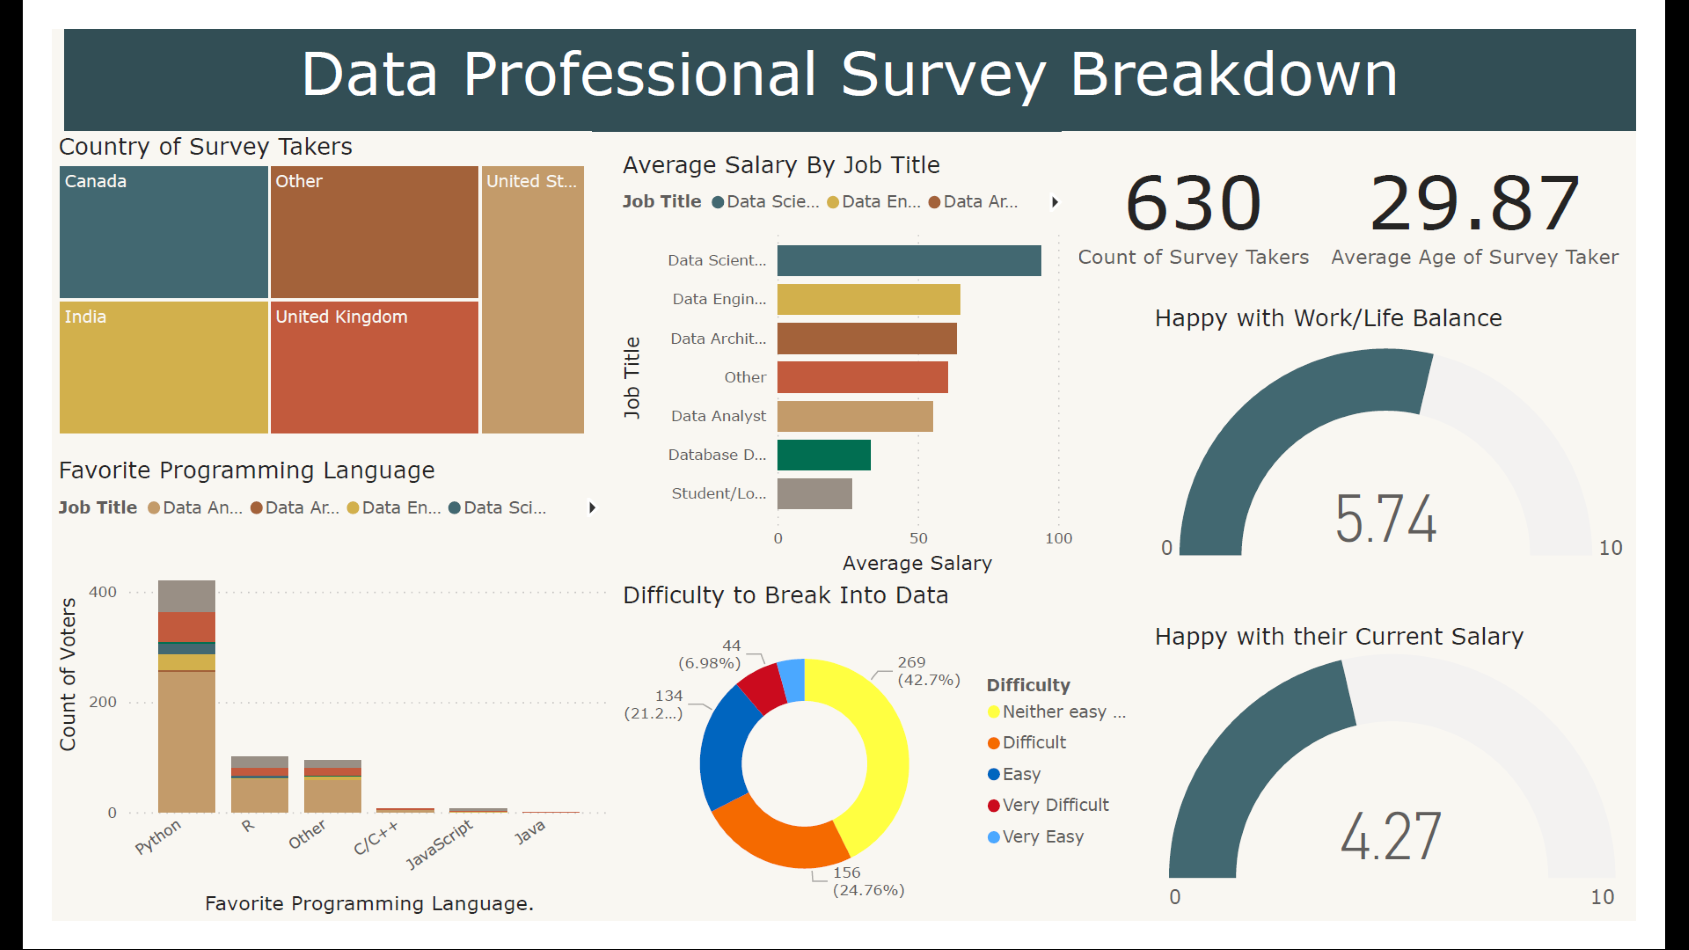 Data Professional Survey Breakdown
Country of Survey Takers
Canada
Other
United St...
India
United Kingdom
Average Salary By Job Title
Job Title Data Scie... Data En... Data Ar...
Job Title
Data Scient...
Data Engin...
Data Archit...
Other
Data Analyst
Database D...
Student/Lo...
0 50 100
Average Salary
630
Count of Survey Takers
29.87
Average Age of Survey Taker
Happy with Work/Life Balance
5.74
0 10
Favorite Programming Language
Job Title Data An... Data Ar... Data En... Data Sci...
Count of Voters
400
200
0
Python R Other C/C++ JavaScript Java
Favorite Programming Language.
Difficulty to Break Into Data
44
(6.98%)
269
(42.7%)
134
(21.2...)
156
(24.76%)
Difficulty
Neither easy ...
Difficult
Easy
Very Difficult
Very Easy
Happy with their Current Salary
4.27
0 10